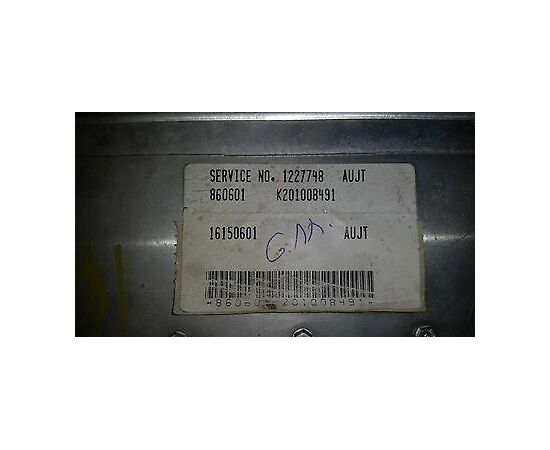 SERVICE NO. 1227748 AUJT
860601 K201008491
16150601 AUJT